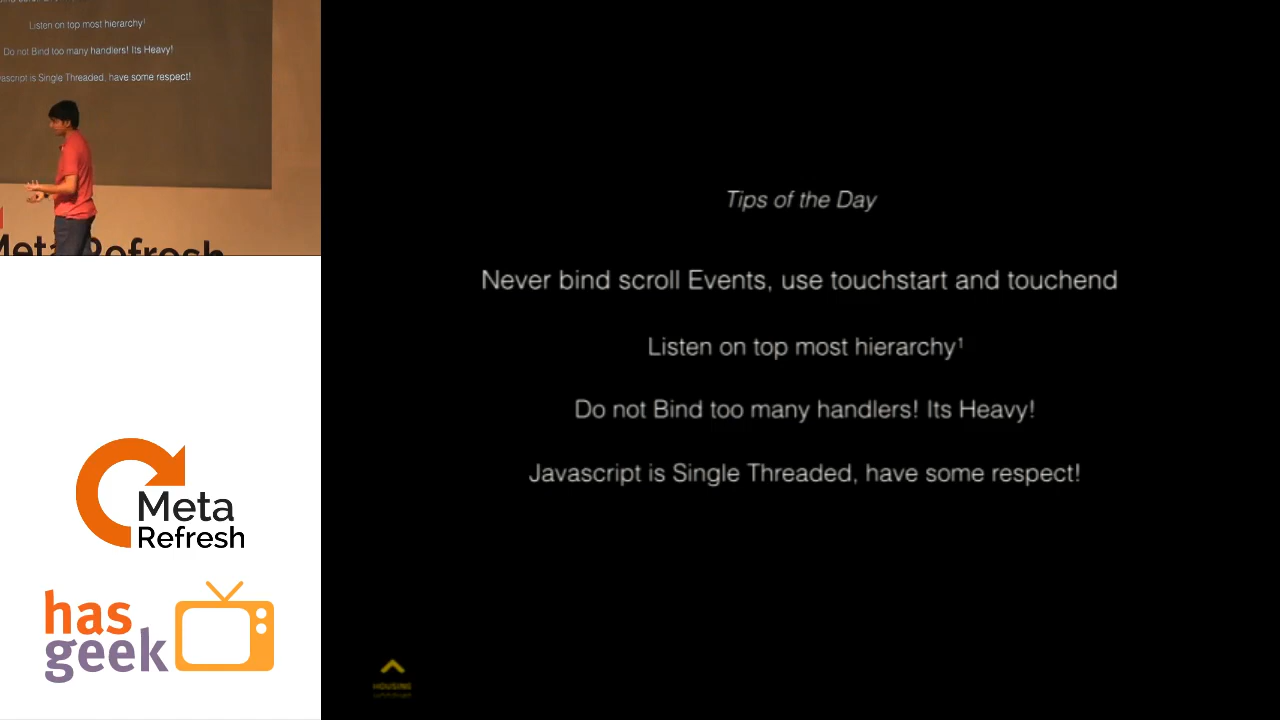 Listen on top most hierarchy¹
Do not Bind too many handlers! Its Heavy!
is Single Threaded, have some respect!
Meta Refresh
Tips of the Day
Never bind scroll Events, use touchstart and touchend
Listen on top most hierarchy¹
Do not Bind too many handlers! Its Heavy!
Javascript is Single Threaded, have some respect!
Meta
Refresh
has
geek
HOUSING